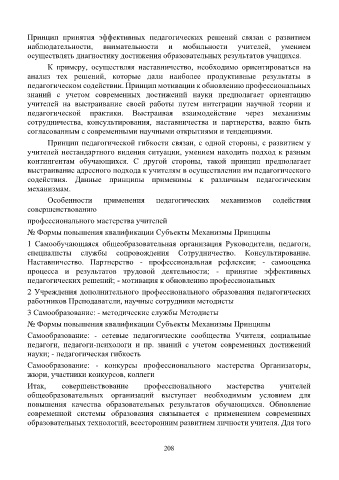 Принцип принятия эффективных педагогических решений связан с развитием
наблюдательности, внимательности и мобильности учителей, умением
осуществлять диагностику достижения образовательных результатов учащихся.
К примеру, осуществляя наставничество, необходимо ориентироваться на
анализ тех решений, которые дали наиболее продуктивные результаты в
педагогическом содействии. Принцип мотивации к обновлению профессиональных
знаний с учетом современных достижений науки предполагает ориентацию
учителей на выстраивание своей работы путем интеграции научной теории и
педагогической практики. Выстраивая взаимодействие через механизмы
сотрудничества, консультирования, наставничества и партнерства, важно быть
согласованным с современными научными открытиями и тенденциями.
Принцип педагогической гибкости связан, с одной стороны, с развитием у
учителей нестандартного видения ситуации, умением находить подход к разным
контингентам обучающихся. С другой стороны, такой принцип предполагает
выстраивание адресного подхода к учителям в осуществлении им педагогического
содействия. Данные принципы применимы к различным педагогическим
механизмам.
Особенности применения педагогических механизмов содействия
совершенствованию
профессионального мастерства учителей
№ Формы повышения квалификации Субъекты Механизмы Принципы
1 Самообучающаяся общеобразовательная организация Руководители, педагоги,
специалисты службы сопровождения Сотрудничество. Консультирование.
Наставничество. Партнерство - профессиональная рефлексия; - самооценка
процесса и результатов трудовой деятельности; - принятие эффективных
педагогических решений; - мотивация к обновлению профессиональных
2 Учреждения дополнительного профессионального образования педагогических
работников Преподаватели, научные сотрудники методисты
3 Самообразование: - методические службы Методисты
№ Формы повышения квалификации Субъекты Механизмы Принципы
Самообразование: - сетевые педагогические сообщества Учителя, социальные
педагоги, педагоги-психологи и пр. знаний с учетом современных достижений
науки; - педагогическая гибкость
Самообразование: - конкурсы профессионального мастерства Организаторы,
жюри, участники конкурсов, коллеги
Итак, совершенствование профессионального мастерства учителей
общеобразовательных организаций выступает необходимым условием для
повышения качества образовательных результатов обучающихся. Обновление
современной системы образования связывается с применением современных
образовательных технологий, всесторонним развитием личности учителя. Для того
208